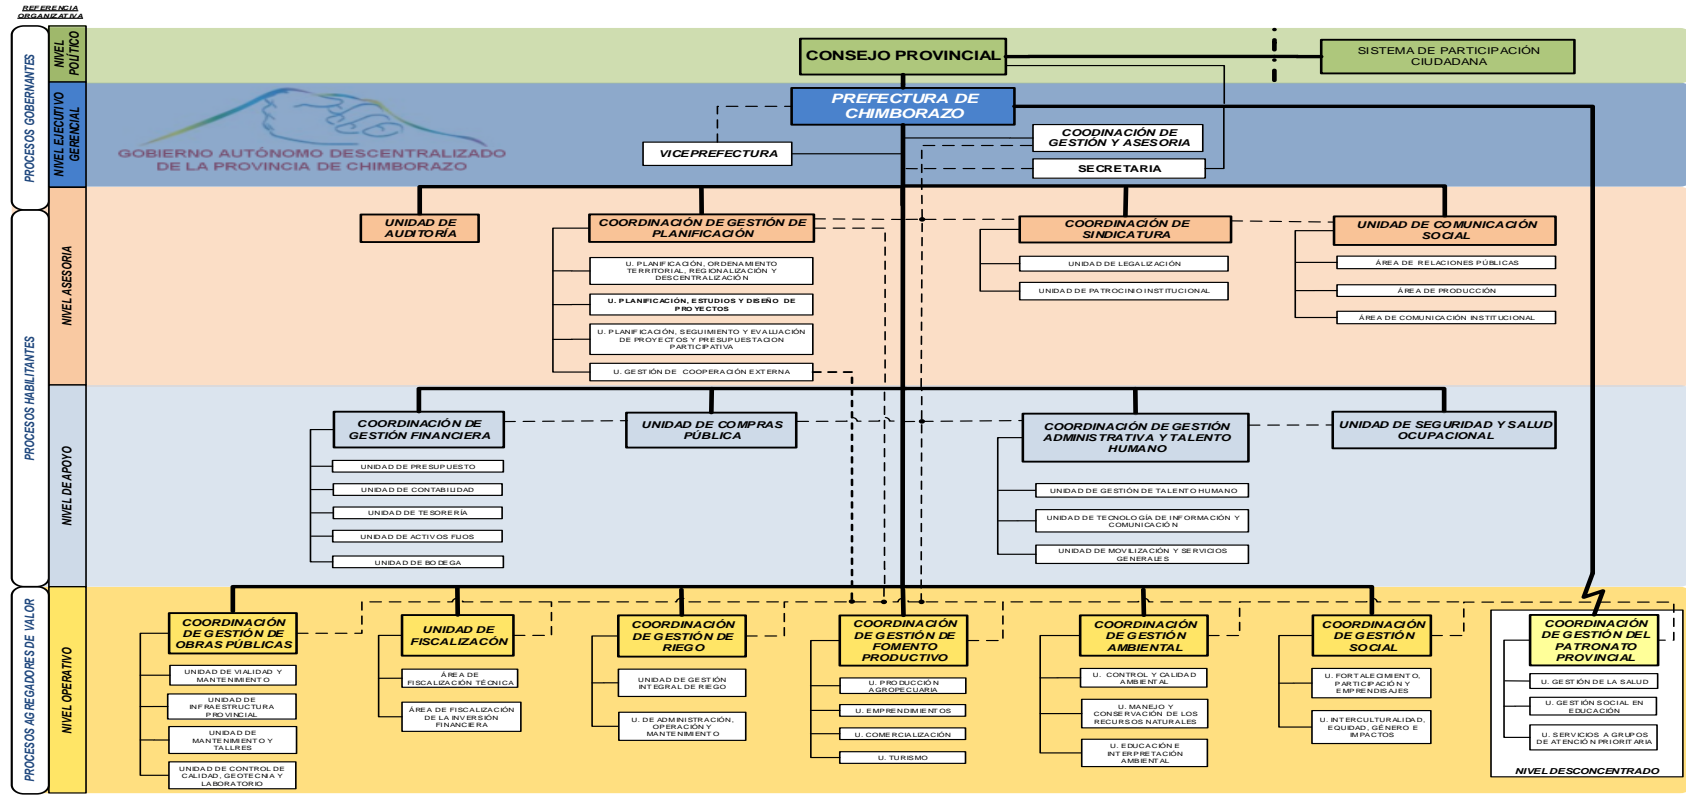 REFERENCIA
ORGANIZATIVA
PROCESOS GOBERNANTES
NIVEL
POLÍTICO
CONSEJO PROVINCIAL
SISTEMA DE PARTICIPACIÓN
CIUDADANA
NIVEL EJECUTIVO
GERENCIAL
GOBIERNO AUTÓNOMO DESCENTRALIZADO
DE LA PROVINCIA DE CHIMBORAZO
PREFECTURA DE
CHIMBORAZO
VICEPREFECTURA
COODINACIÓN DE
GESTIÓN Y ASESORIA
SECRETARIA
PROCESOS HABILITANTES
NIVEL ASESORIA
UNIDAD DE
AUDITORÍA
COORDINACIÓN DE GESTIÓN DE
PLANIFICACIÓN
U. PLANIFICACIÓN, ORDENAMIENTO
TERRITORIAL, REGIONALIZACIÓN Y
DESCENTRALIZACIÓN
U. PLANIFICACIÓN, ESTUDIOS Y DISEÑO DE
PROYECTOS
U. PLANIFICACIÓN, SEGUIMIENTO Y EVALUACIÓN
DE PROYECTOS Y PRESUPUESTACION
PARTICIPATIVA
U. GESTIÓN DE COOPERACIÓN EXTERNA
COORDINACIÓN DE
SINDICATURA
UNIDAD DE LEGALIZACIÓN
UNIDAD DE PATROCINIO INSTITUCIONAL
UNIDAD DE COMUNICACIÓN
SOCIAL
ÁREA DE RELACIONES PÚBLICAS
ÁREA DE PRODUCCIÓN
ÁREA DE COMUNICACIÓN INSTITUCIONAL
NIVEL DE APOYO
COORDINACIÓN DE
GESTIÓN FINANCIERA
UNIDAD DE PRESUPUESTO
UNIDAD DE CONTABILIDAD
UNIDAD DE TESORERÍA
UNIDAD DE ACTIVOS FIJOS
UNIDAD DE BODEGA
UNIDAD DE COMPRAS
PÚBLICA
COORDINACIÓN DE GESTIÓN
ADMINISTRATIVA Y TALENTO
HUMANO
UNIDAD DE GESTIÓN DE TALENTO HUMANO
UNIDAD DE TECNOLOGÍA DE INFORMACIÓN Y
COMUNICACIÓN
UNIDAD DE MOVILIZACIÓN Y SERVICIOS
GENERALES
UNIDAD DE SEGURIDAD Y SALUD
OCUPACIONAL
PROCESOS AGREGADORES DE VALOR
NIVEL OPERATIVO
COORDINACIÓN
DE GESTIÓN DE
OBRAS PÚBLICAS
UNIDAD DE VIALIDAD Y
MANTENIMIENTO
UNIDAD DE
INFRAESTRUCTURA
PROVINCIAL
UNIDAD DE
MANTENIMIENTO Y
TALLRES
UNIDAD DE CONTROL DE
CALIDAD, GEOTECNIA Y
LABORATORIO
UNIDAD DE
FISCALIZACÓN
ÁREA DE
FISCALIZACIÓN TÉCNICA
ÁREA DE FISCALIZACIÓN
DE LA INVERSIÓN
FINANCIERA
COORDINACIÓN
DE GESTIÓN DE
RIEGO
UNIDAD DE GESTIÓN
INTEGRAL DE RIEGO
U. DE ADMINISTRACIÓN,
OPERACIÓN Y
MANTENIMIENTO
COORDINACIÓN
DE GESTIÓN DE
FOMENTO
PRODUCTIVO
U. PRODUCCIÓN
AGROPECUARIA
U. EMPRENDIMIENTOS
U. COMERCIALIZACIÓN
U. TURISMO
COORDINACIÓN
DE GESTIÓN
AMBIENTAL
U. CONTROL Y CALIDAD
AMBIENTAL
U. MANEJO Y
CONSERVACIÓN DE LOS
RECURSOS NATURALES
U. EDUCACIÓN E
INTERPRETACIÓN
AMBIENTAL
COORDINACIÓN
DE GESTIÓN
SOCIAL
U. FORTALECIMIENTO,
PARTICIPACIÓN Y
EMPRENDISAJES
U. INTERCULTURALIDAD,
EQUIDAD, GÉNERO E
IMPACTOS
COORDINACIÓN
DE GESTIÓN DEL
PATRONATO
PROVINCIAL
U. GESTIÓN DE LA SALUD
U. GESTIÓN SOCIAL EN
EDUCACIÓN
U. SERVICIOS A GRUPOS
DE ATENCIÓN PRIORITARIA
NIVEL DESCONCENTRADO